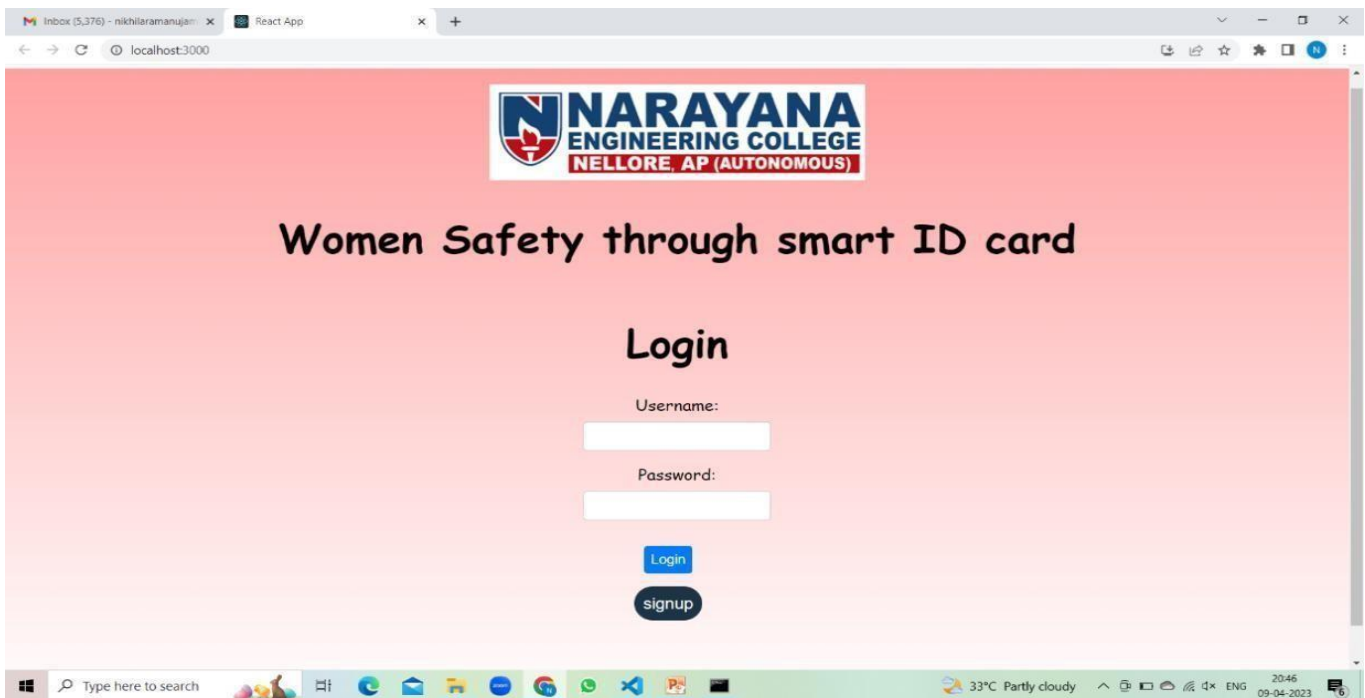 Inbox (5,376) - nikhilaramanujam
React App
localhost:3000
N
NARAYANA
ENGINEERING COLLEGE
NELLORE, AP (AUTONOMOUS)
Women Safety through smart ID card
Login
Username:
Password:
Login
signup
Type here to search
33°C Partly cloudy
ENG
20:46
09-04-2023
6